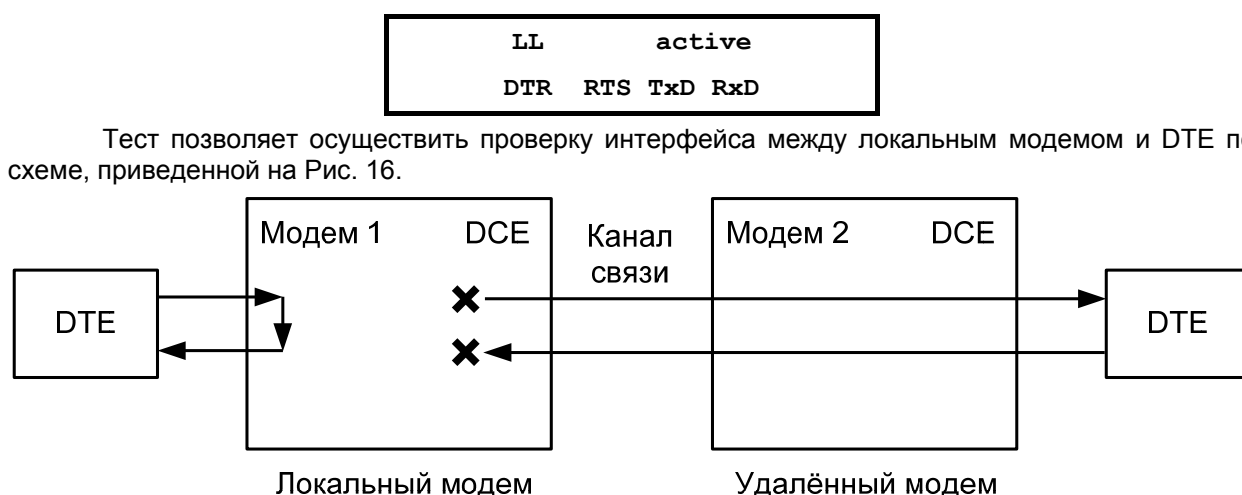 LL active
DTR RTS TxD RxD
Тест позволяет осуществить проверку интерфейса между локальным модемом и DTE
схеме, приведенной на Рис. 16.
Модем 1 DCE
Канал
связи
Модем 2 DCE
DTE
DTE
Локальный модем
Удалённый модем